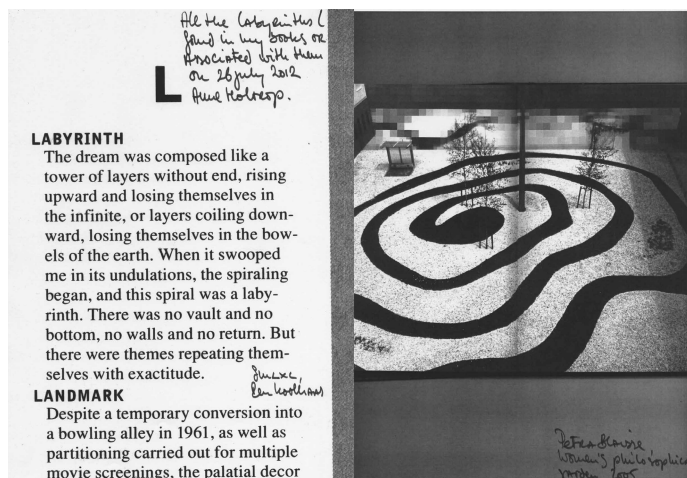 All the labyrinths I
found in my books or
Associated with them
on 26 July 2012
Anne Holtrop.
L
LABYRINTH
The dream was composed like a
tower of layers without end, rising
upward and losing themselves in
the infinite, or layers coiling down-
ward, losing themselves in the bow-
els of the earth. When it swooped
me in its undulations, the spiraling
began, and this spiral was a laby-
rinth. There was no vault and no
bottom, no walls and no return. But
there were themes repeating them-
selves with exactitude.
SMLXL,
Rem Koolhaas
LANDMARK
Despite a temporary conversion into
a bowling alley in 1961, as well as
partitioning carried out for multiple
movie screenings, the palatial decor
Petra Blaisse
Women's philosophica
garden 2005